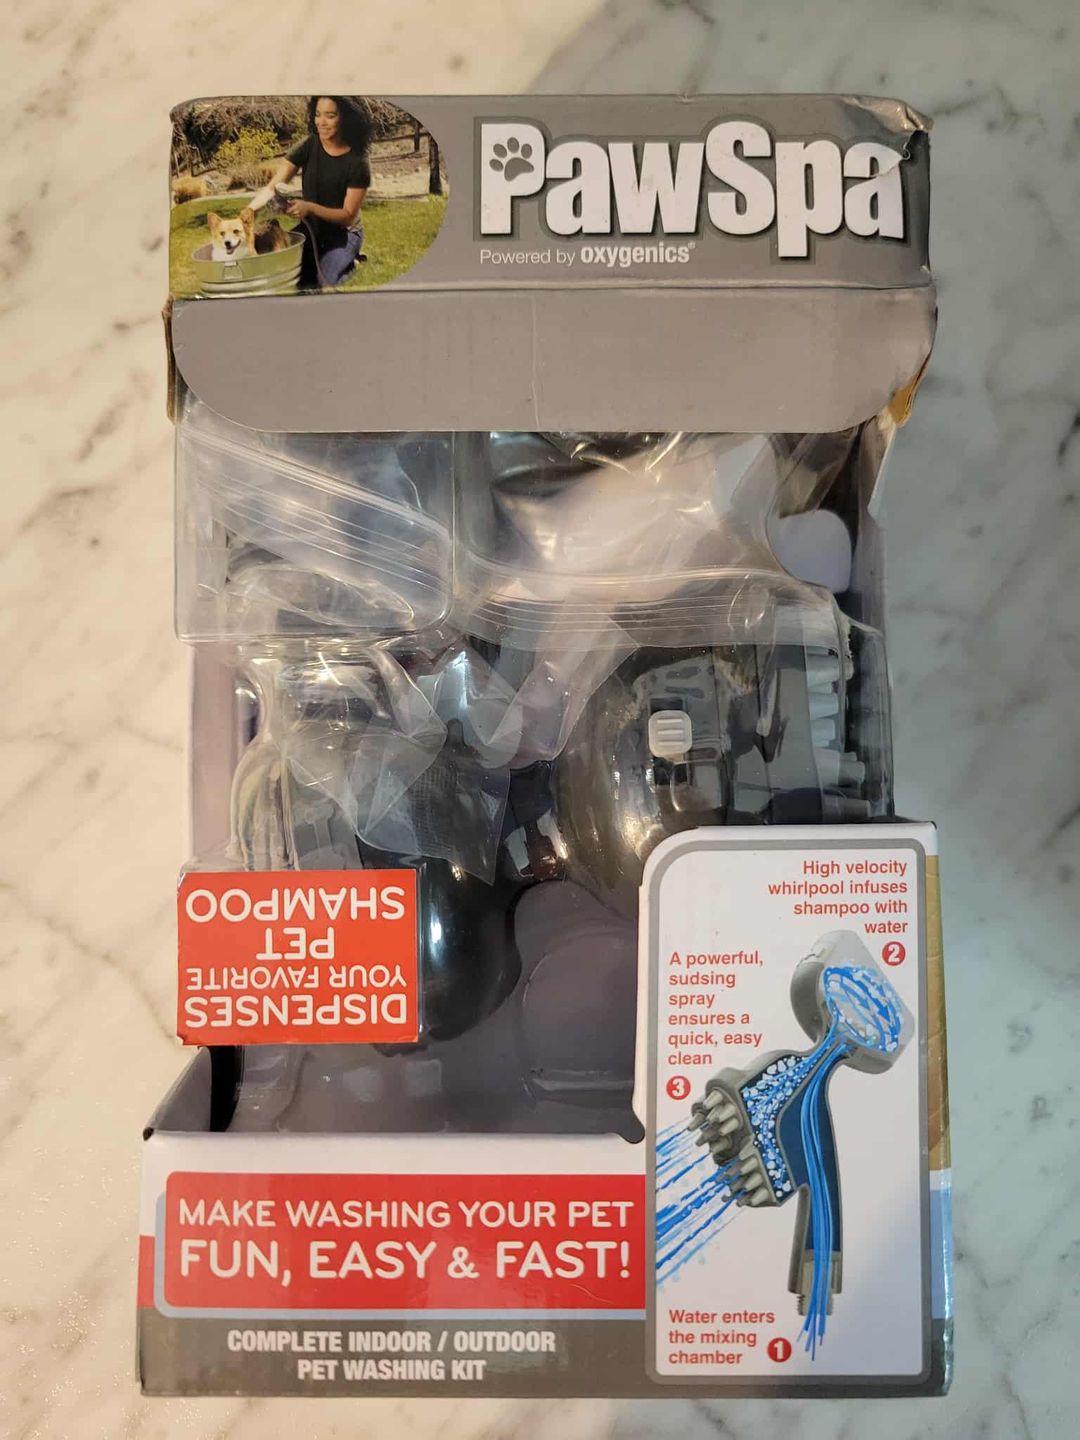 PawSpa
Powered by oxygenics®
DISPENSES
YOUR FAVORITE
PET
SHAMPOO
High velocity
whirlpool infuses
shampoo with
water
2
A powerful,
sudsing
spray
ensures a
quick, easy
clean
3
Water enters
the mixing
chamber 1
MAKE WASHING YOUR PET
FUN, EASY & FAST!
COMPLETE INDOOR / OUTDOOR
PET WASHING KIT